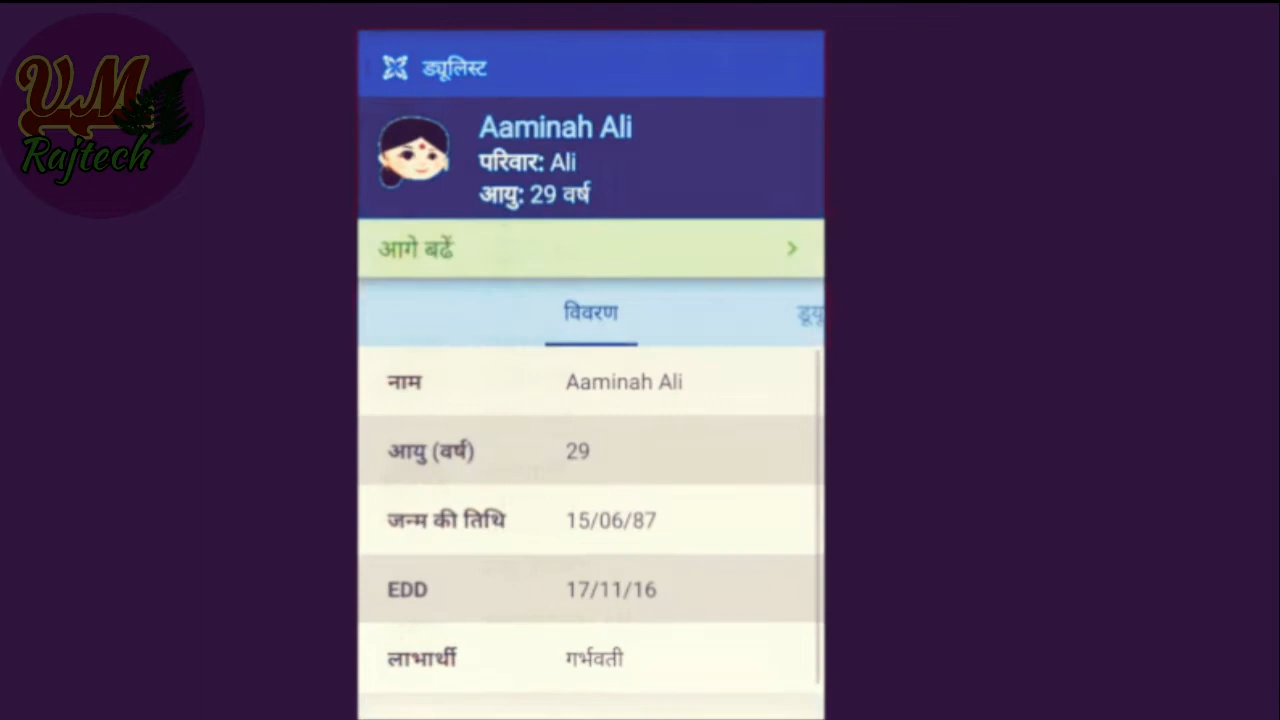 VM
Rajtech
ड्यूलिस्ट
Aaminah Ali
परिवार: Ali
आयु: 29 वर्ष
आगे बढें
विवरण
नाम Aaminah Ali
आयु (वर्ष) 29
जन्म की तिथि 15/06/87
EDD 17/11/16
लाभार्थी गर्भवती